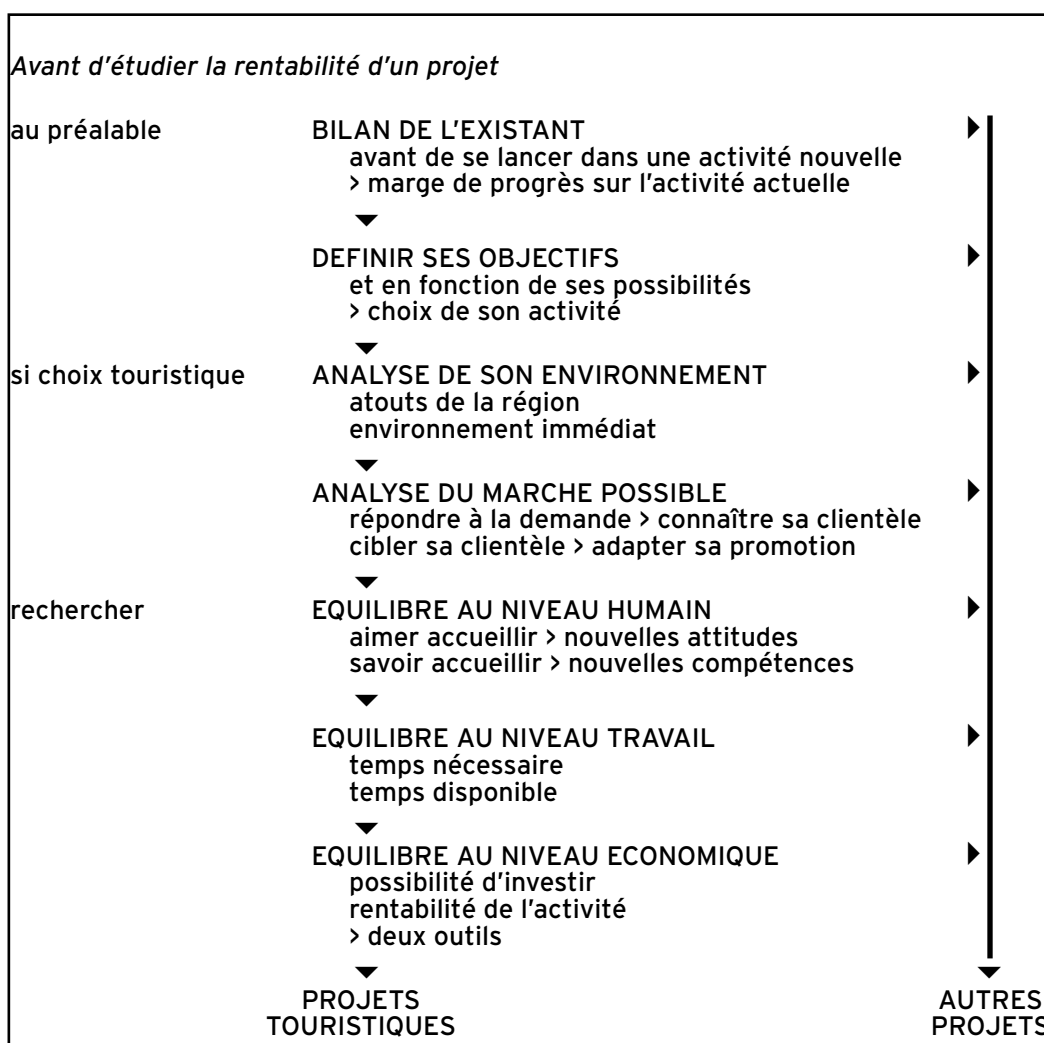 Avant d'étudier la rentabilité d'un projet
au préalable BILAN DE L'EXISTANT
avant de se lancer dans une activité nouvelle
> marge de progrès sur l'activité actuelle
DEFINIR SES OBJECTIFS
et en fonction de ses possibilités
> choix de son activité
si choix touristique ANALYSE DE SON ENVIRONNEMENT
atouts de la région
environnement immédiat
ANALYSE DU MARCHE POSSIBLE
répondre à la demande > connaître sa clientèle
cibler sa clientèle > adapter sa promotion
rechercher EQUILIBRE AU NIVEAU HUMAIN
aimer accueillir > nouvelles attitudes
savoir accueillir > nouvelles compétences
EQUILIBRE AU NIVEAU TRAVAIL
temps nécessaire
temps disponible
EQUILIBRE AU NIVEAU ECONOMIQUE
possibilité d'investir
rentabilité de l'activité
> deux outils
PROJETS
TOURISTIQUES
AUTRES
PROJETS